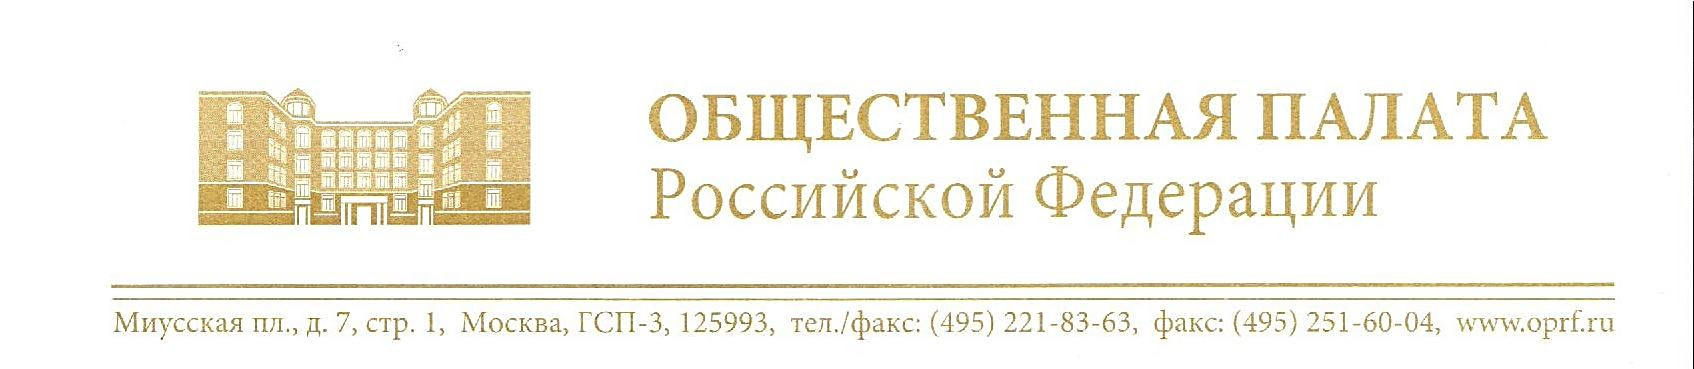 ОБЩЕСТВЕННАЯ ПАЛАТА
Российской Федерации
Миусская пл., д. 7, стр. 1, Москва, ГСП-3, 125993, тел./факс: (495) 221-83-63, факс: (495) 251-60-04, www.oprf.ru